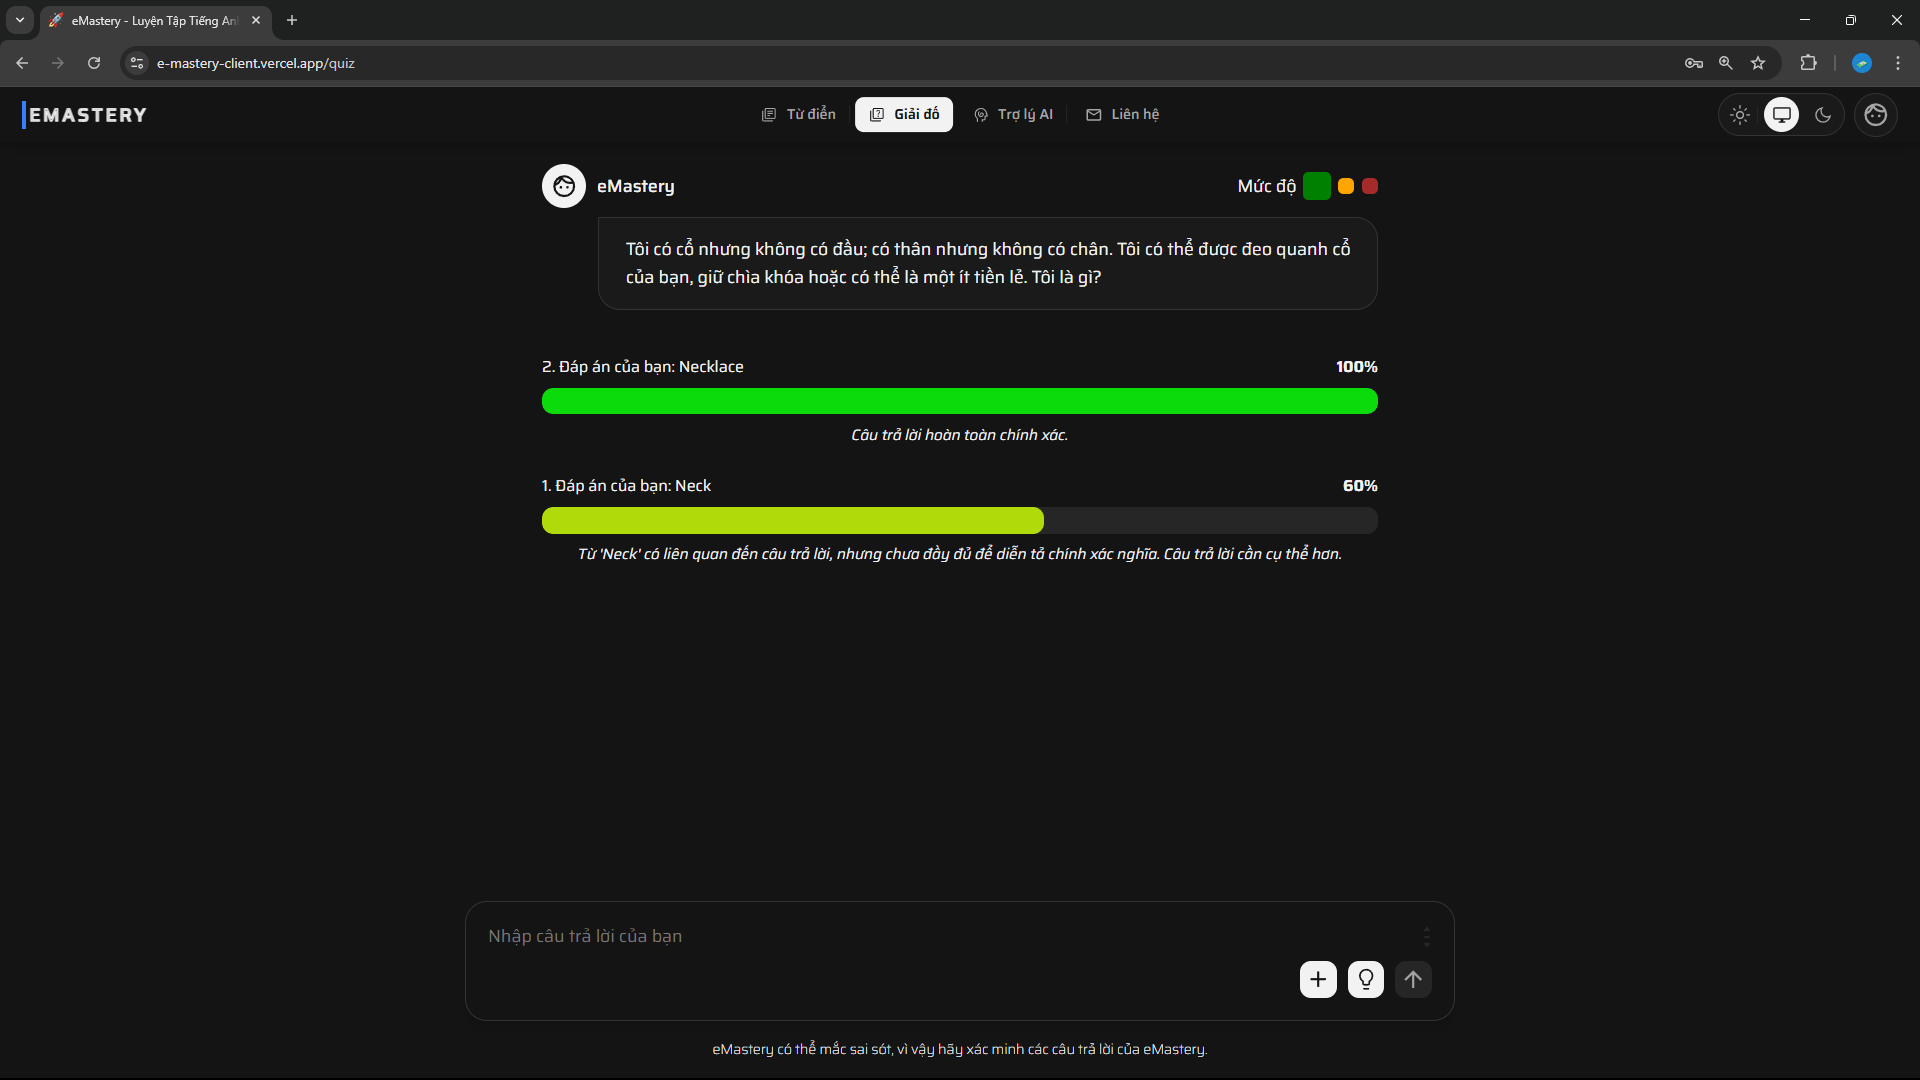 eMastery - Luyện Tập Tiếng An
e-mastery-client.vercel.app/quiz
EMASTERY
Từ điển
Giải đố
Trợ lý AI
Liên hệ
eMastery
Mức độ
Tôi có cổ nhưng không có đầu; có thân nhưng không có chân. Tôi có thể được đeo quanh cổ
của bạn, giữ chìa khóa hoặc có thể là một ít tiền lẻ. Tôi là gì?
2. Đáp án của bạn: Necklace
100%
Câu trả lời hoàn toàn chính xác.
1. Đáp án của bạn: Neck
60%
Từ 'Neck' có liên quan đến câu trả lời, nhưng chưa đầy đủ để diễn tả chính xác nghĩa. Câu trả lời cần cụ thể hơn.
Nhập câu trả lời của bạn
eMastery có thể mắc sai sót, vì vậy hãy xác minh các câu trả lời của eMastery.